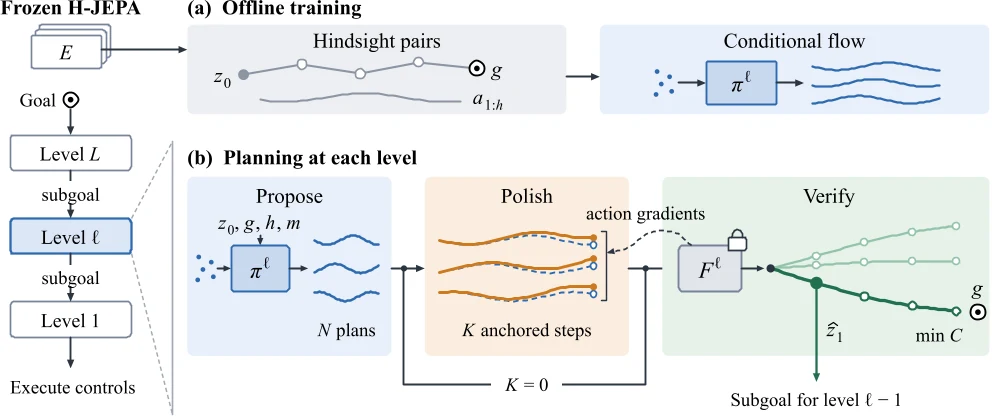 Frozen H-JEPA
E
Goal
Level L
subgoal
Level ℓ
subgoal
Level 1
Execute controls
(a) Offline training
Hindsight pairs
z₀
g
a₁:ₕ
Conditional flow
πˡ
(b) Planning at each level
Propose
z₀, g, h, m
πˡ
N plans
Polish
action gradients
K anchored steps
K = 0
Verify
Fˡ
g
ẑ₁
min C
Subgoal for level ℓ − 1